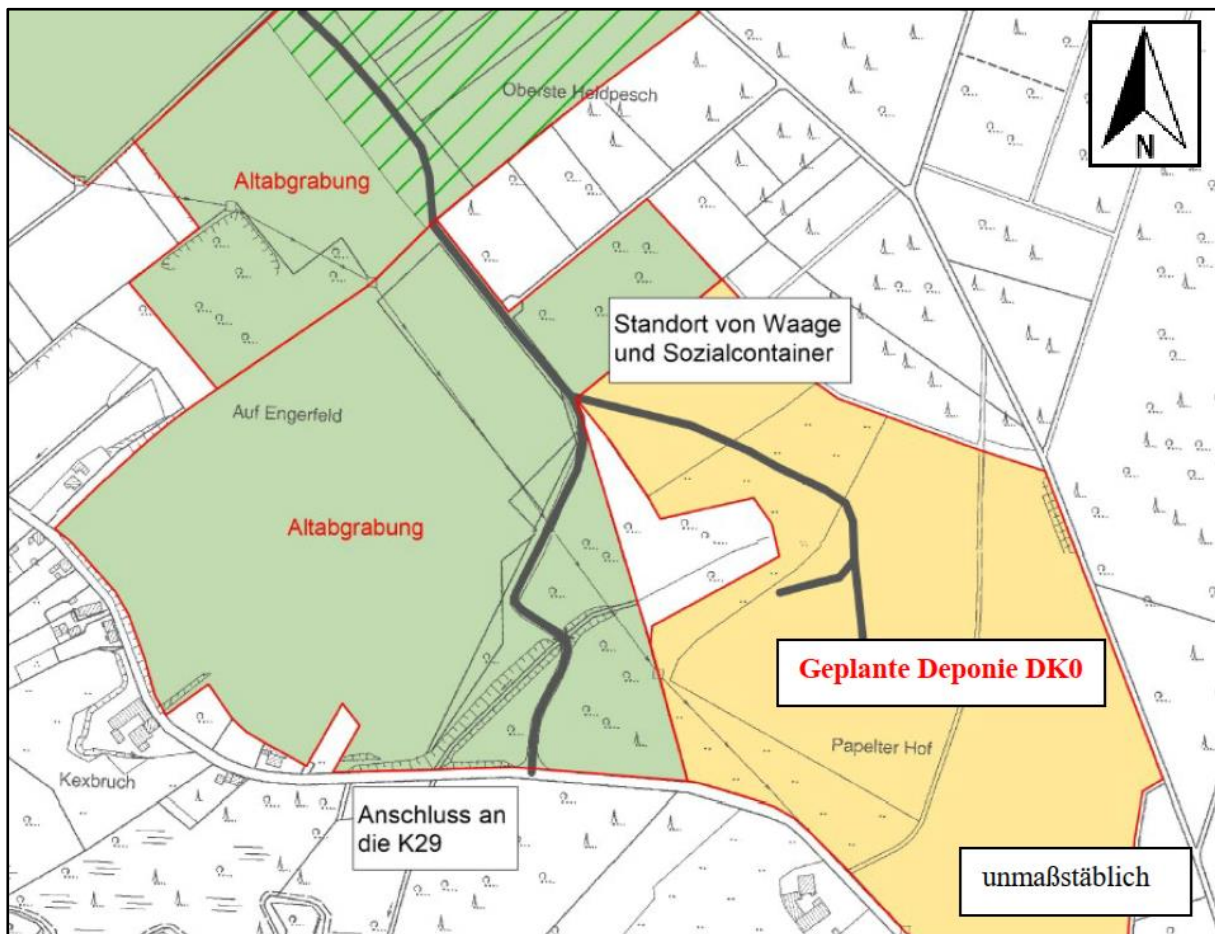 N
Oberste Heidpesch
Altabgrabung
Standort von Waage
und Sozialcontainer
Auf Engerfeld
Altabgrabung
Geplante Deponie DK0
Papelter Hof
Kexbruch
Anschluss an
die K29
unmaßstäblich